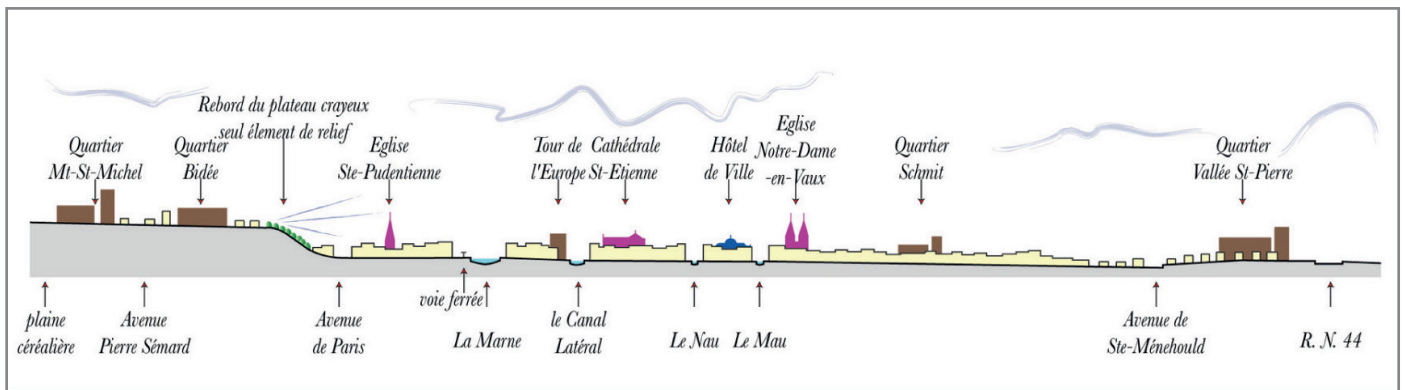 Rebord du plateau crayeux
seul élement de relief
Quartier
Mt-St-Michel
Quartier
Bidée
Eglise
Ste-Pudentienne
Tour de
l'Europe
Cathédrale
St-Etienne
Hôtel
de Ville
Eglise
Notre-Dame
-en-Vaux
Quartier
Schmit
Quartier
Vallée St-Pierre
plaine
céréalière
Avenue
Pierre Sémard
Avenue
de Paris
voie ferrée
La Marne
le Canal
Latéral
Le Nau
Le Mau
Avenue de
Ste-Ménehould
R. N. 44